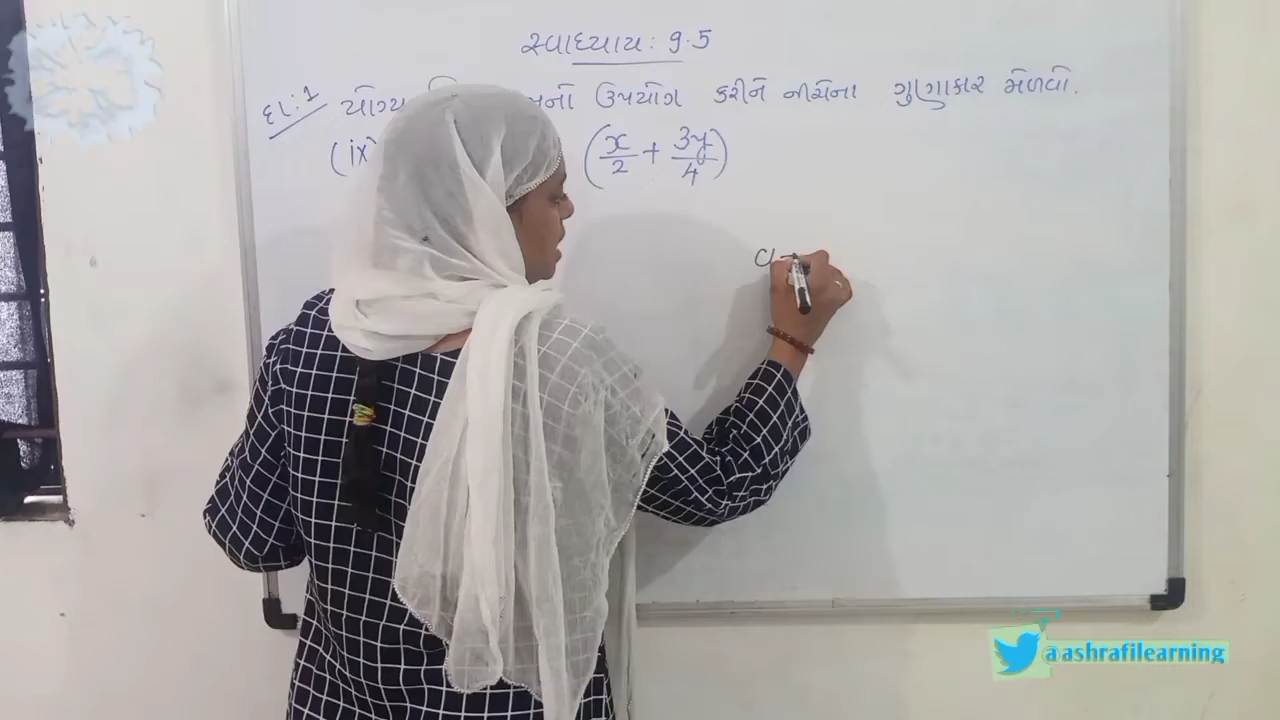 સ્વાધ્યાય: 9.5
દા:1 યોગ્ય ઉપયોગ કરીને નીચેના ગુણાકાર મેળવો.
(ix) (x/2 + 3y/4)
a
@ashrafilearning